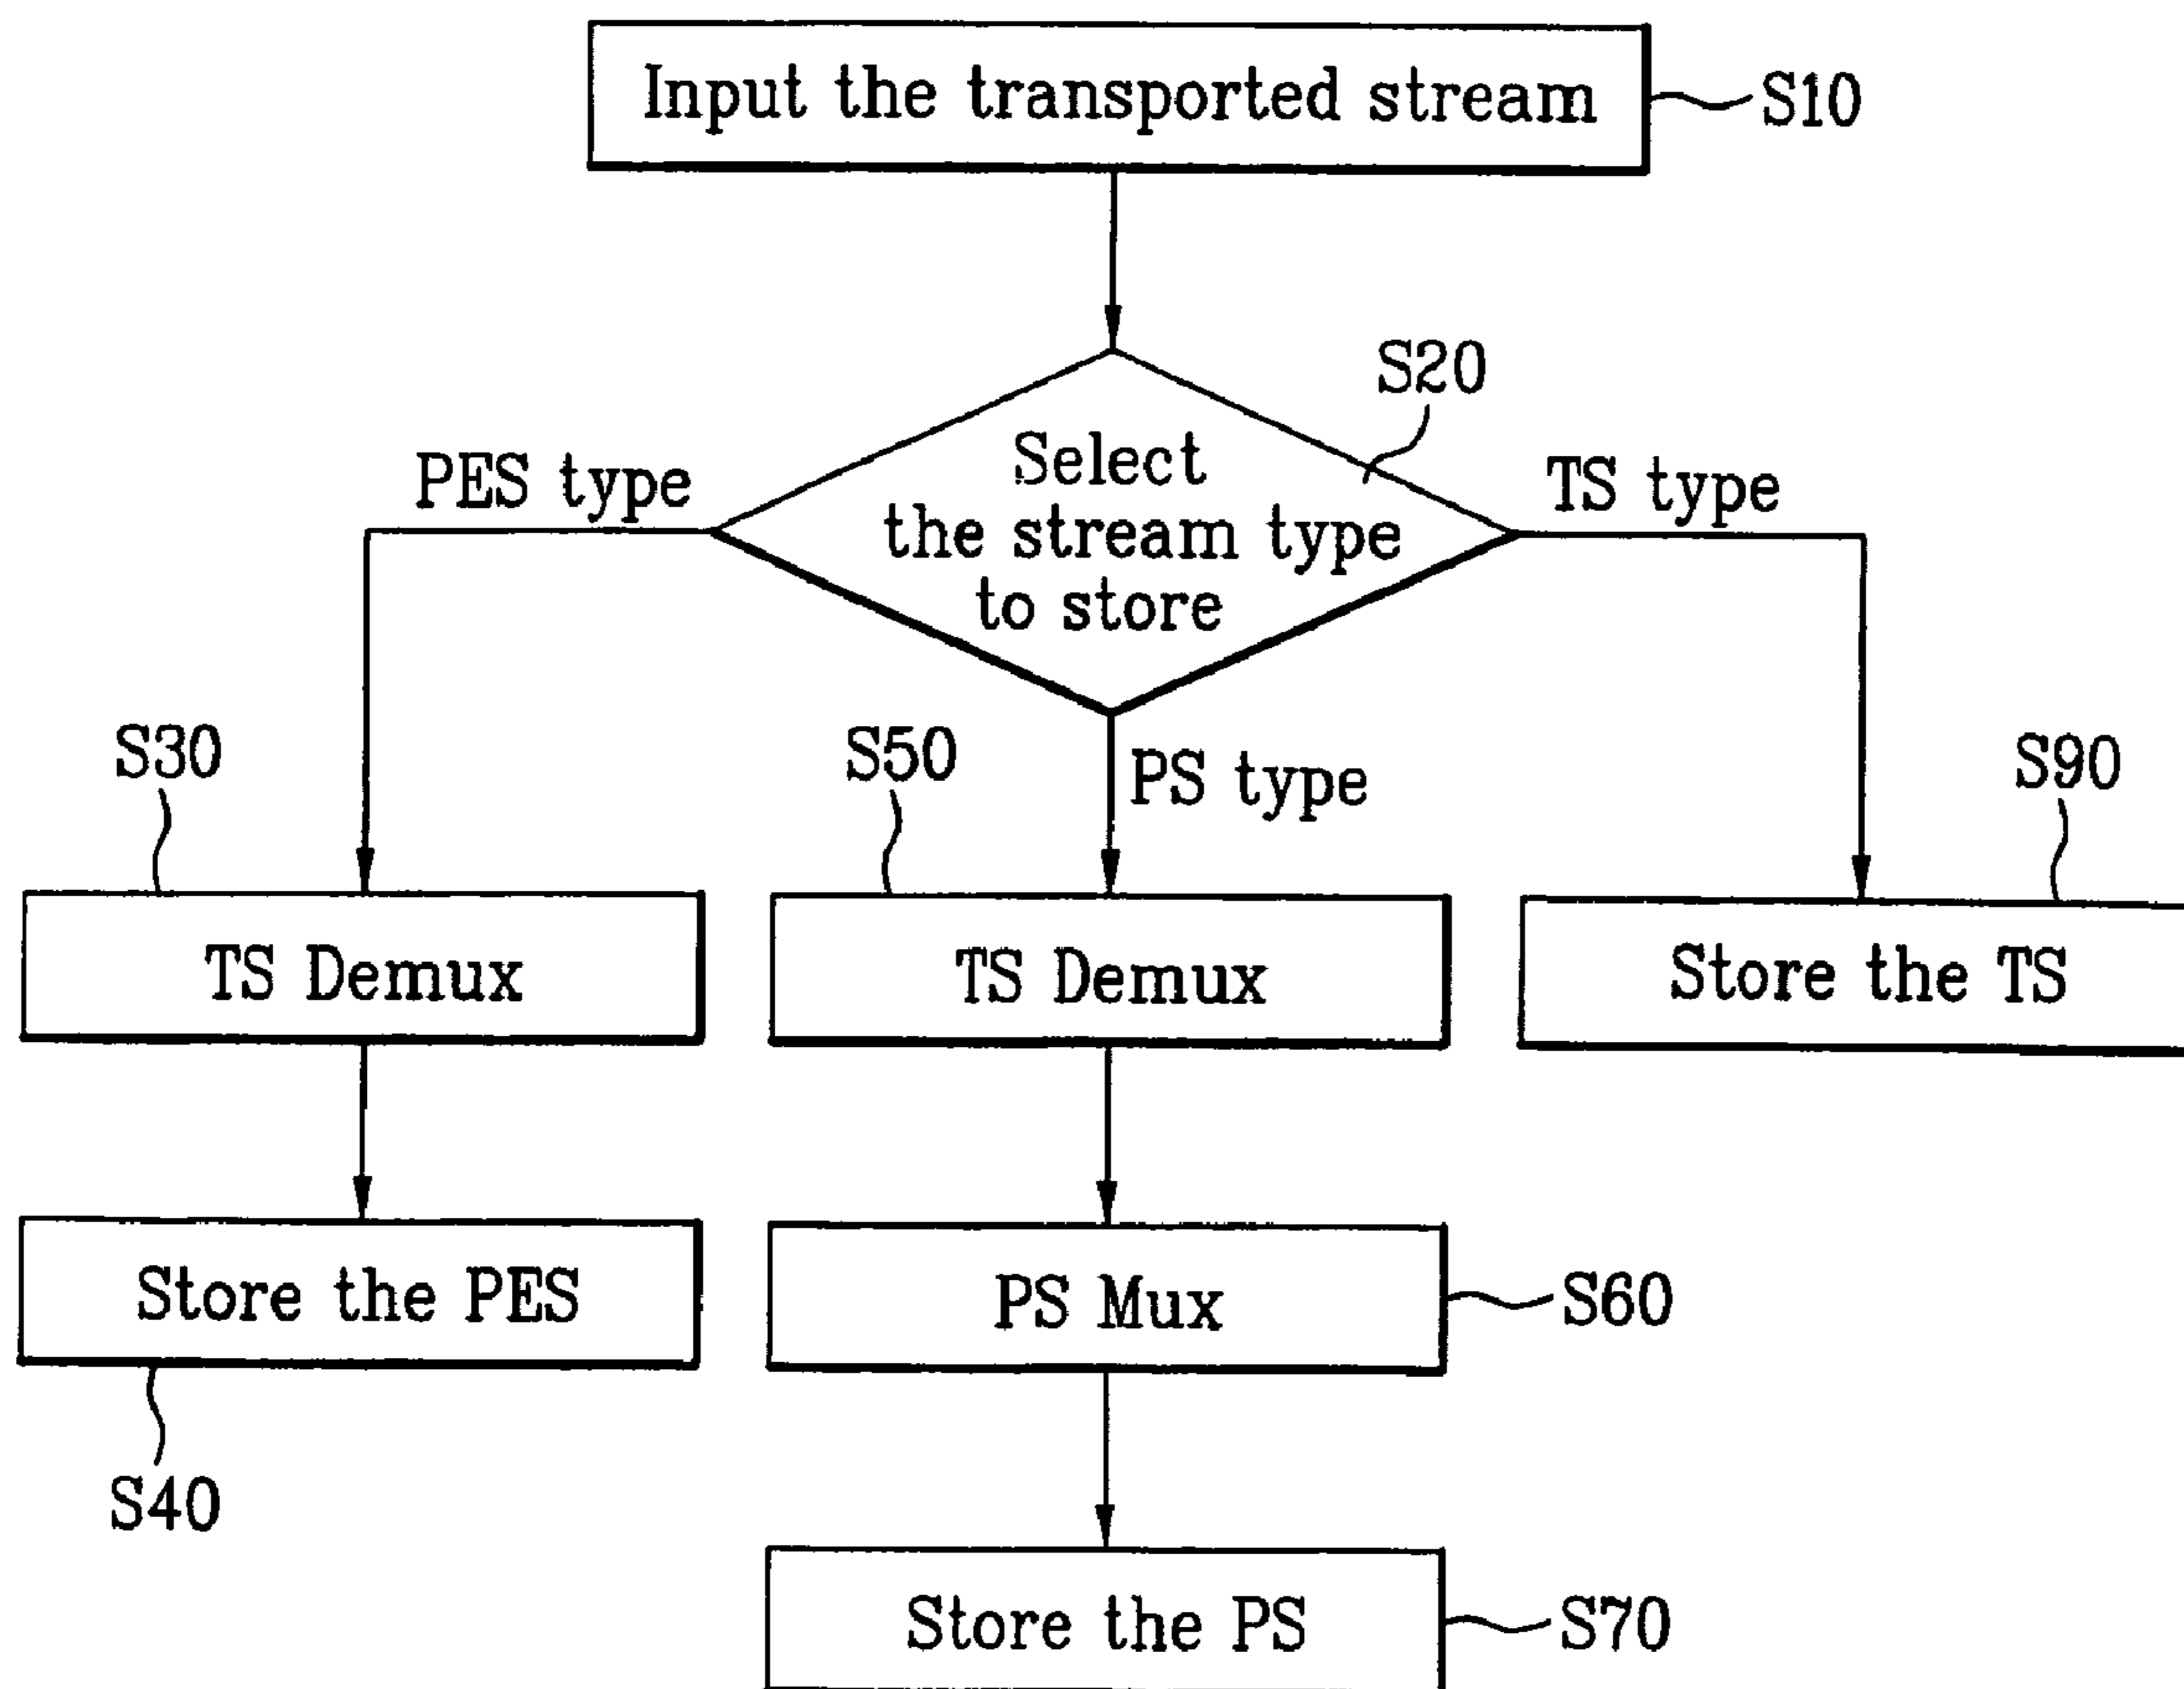 Input the transported stream
S10
S20
Select
the stream type
to store
PES type
TS type
PS type
S30
S50
S90
TS Demux
TS Demux
Store the TS
Store the PES
PS Mux
S60
S40
Store the PS
S70